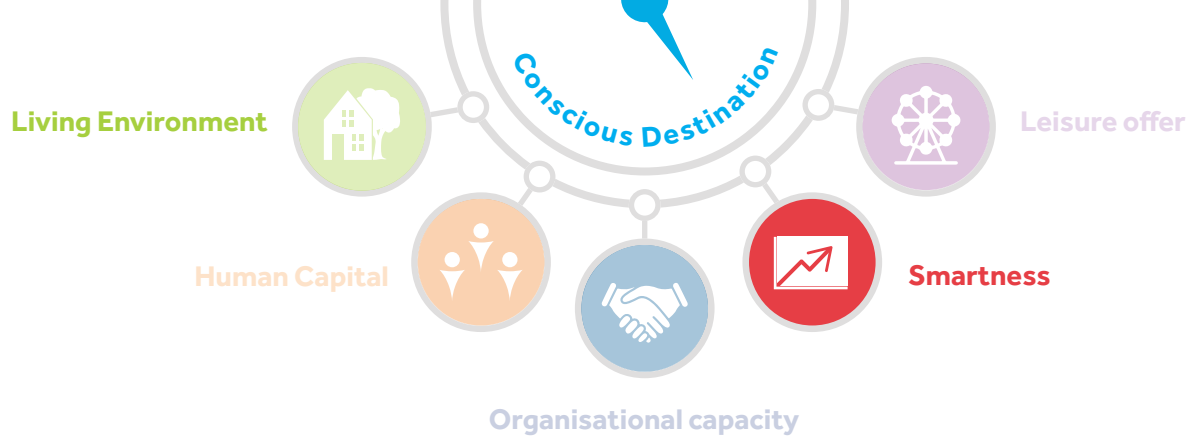 Conscious Destination
Living Environment
Leisure offer
Human Capital
Smartness
Organisational capacity